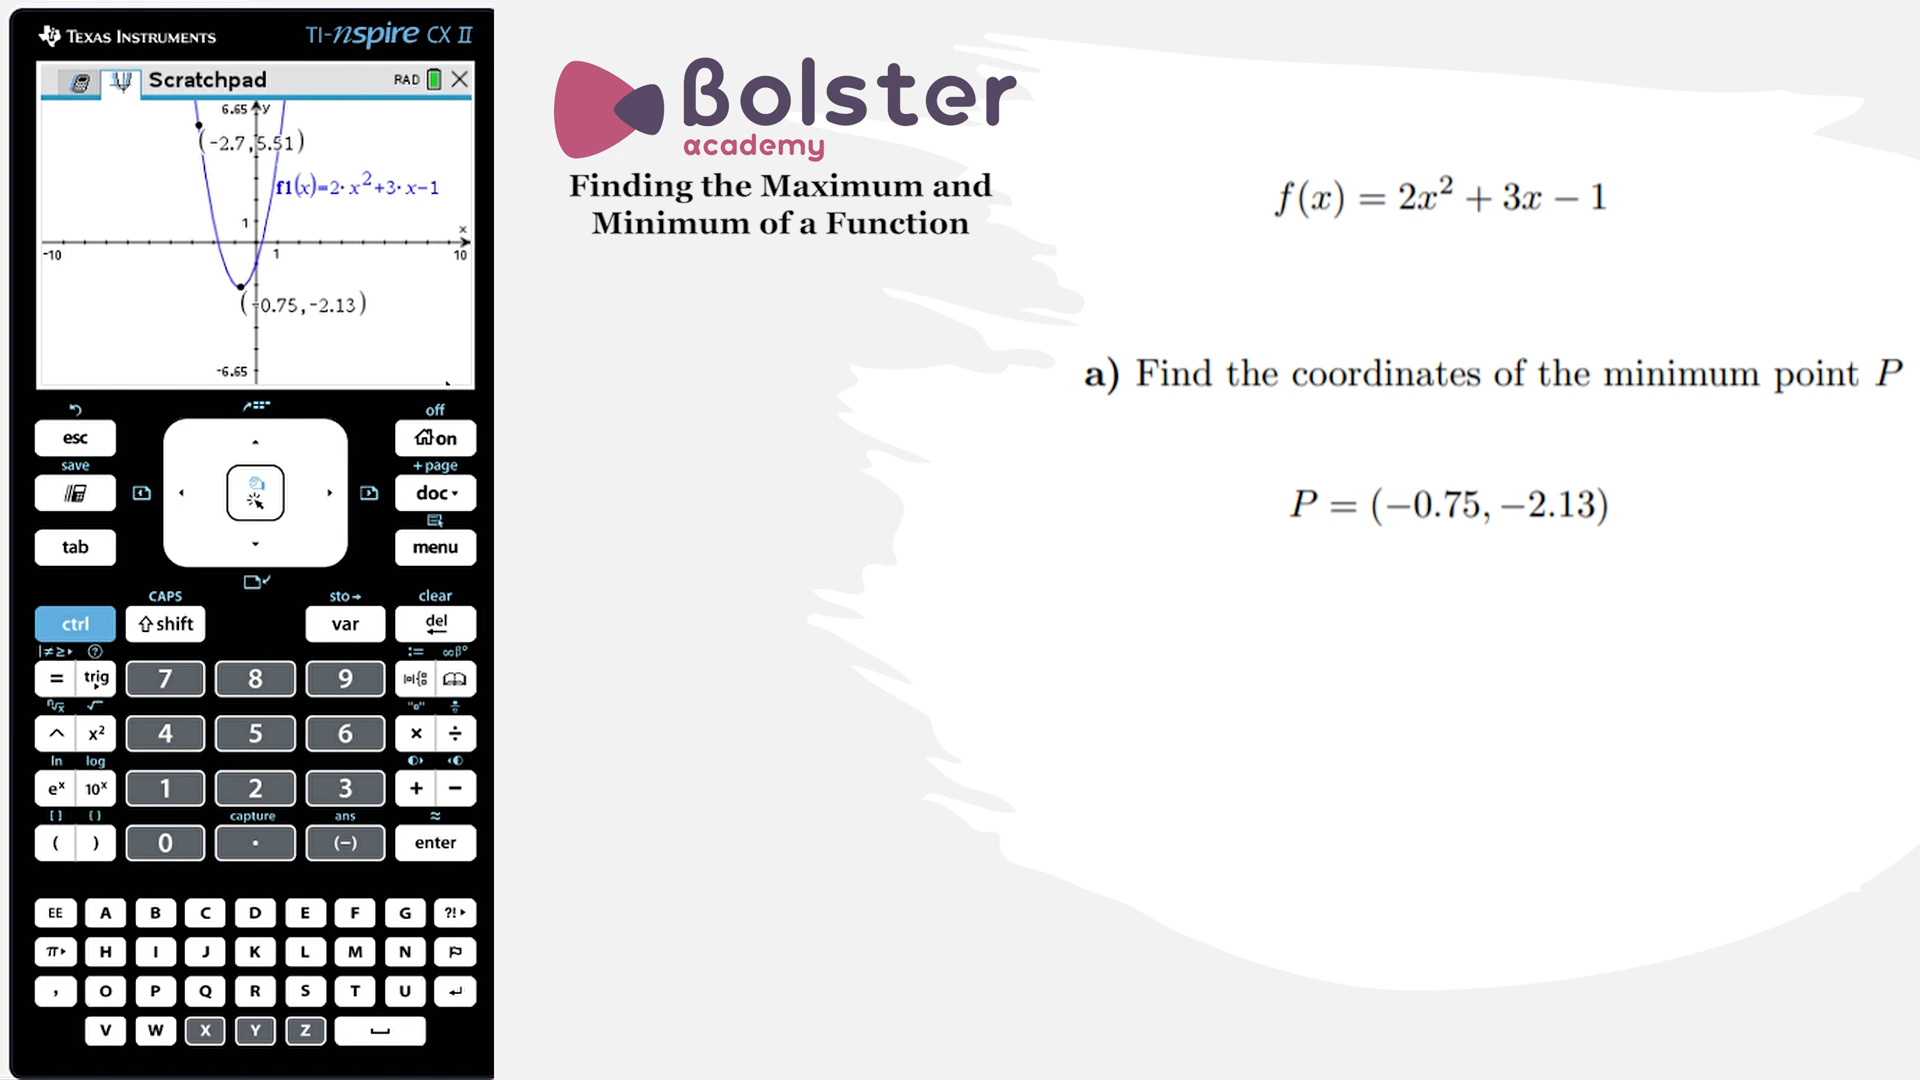 TEXAS INSTRUMENTS
TI-nspire CX II
Scratchpad
RAD
6.65
y
(-2.7,5.51)
f1(x)=2·x²+3·x-1
1
x
-10
1
10
(-0.75,-2.13)
-6.65
off
esc
on
save
+page
doc
tab
menu
CAPS
sto→
clear
ctrl
⇧shift
var
del
|≠≥▸ ?
:= ∞β°
= trig 7 8 9
ⁿ√x √
"▫" ÷
^ x² 4 5 6 × ÷
ln log
eˣ 10ˣ 1 2 3 + −
[ ] { }
capture
ans
≈
( ) 0 . (−) enter
EE A B C D E F G ?!▸
π▸ H I J K L M N
, O P Q R S T U ↵
V W X Y Z
βolster
academy
Finding the Maximum and
Minimum of a Function
f(x) = 2x² + 3x − 1
a) Find the coordinates of the minimum point P
P = (−0.75, −2.13)